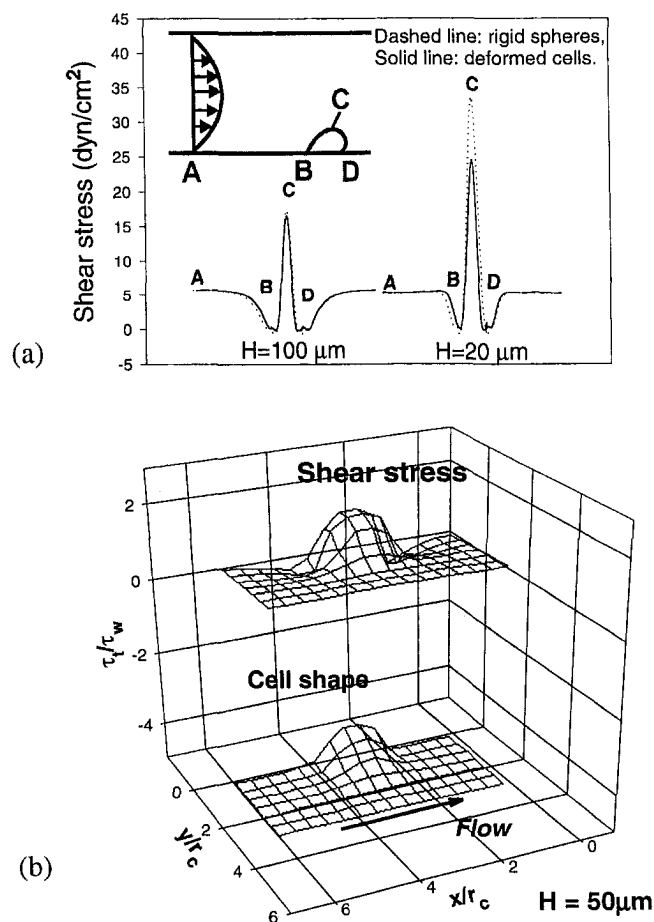 (a)
Shear stress (dyn/cm²)
45
40
35
30
25
20
15
10
5
0
-5
Dashed line: rigid spheres,
Solid line: deformed cells.
C
A
B
D
C
C
A
B
D
A
B
D
H=100 μm
H=20 μm
(b)
Shear stress
Cell shape
τt/τw
2
0
-2
-4
0
2
4
6
y/rc
Flow
0
2
4
6
x/rc
H = 50μm